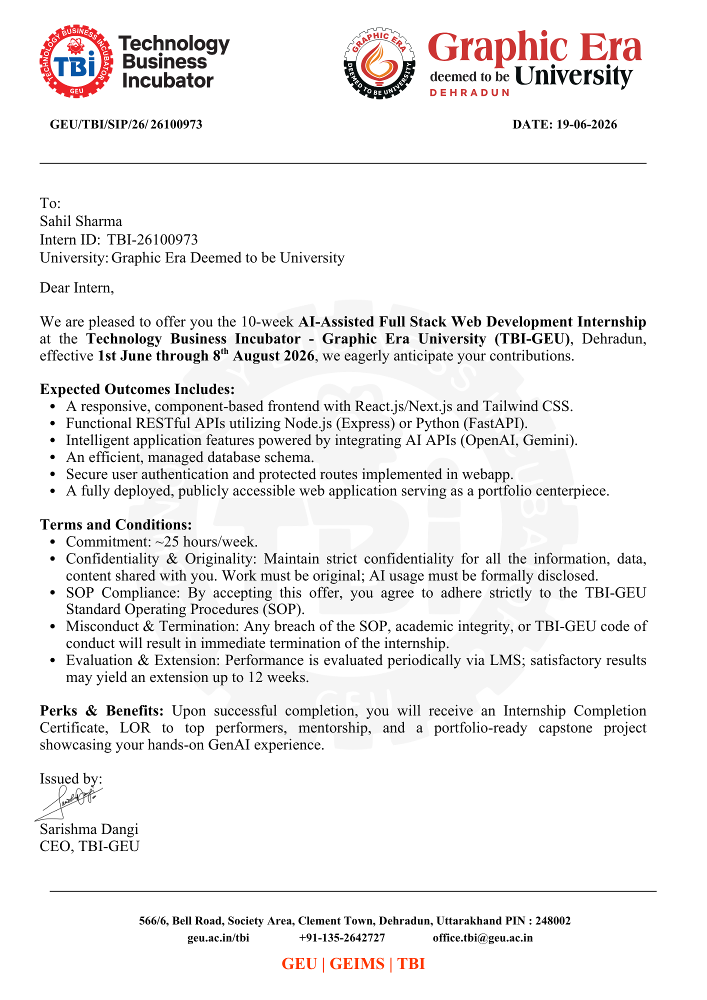 TECHNOLOGY BUSINESS INCUBATOR
TBi
GEU
Technology
Business
Incubator
GRAPHIC ERA
DEEMED TO BE UNIVERSITY
Graphic Era
deemed to be University
DEHRADUN
GEU/TBI/SIP/26/ 26100973
DATE: 19-06-2026
To:
Sahil Sharma
Intern ID: TBI-26100973
University: Graphic Era Deemed to be University
Dear Intern,
We are pleased to offer you the 10-week AI-Assisted Full Stack Web Development Internship
at the Technology Business Incubator - Graphic Era University (TBI-GEU), Dehradun,
effective 1st June through 8th August 2026, we eagerly anticipate your contributions.
Expected Outcomes Includes:
• A responsive, component-based frontend with React.js/Next.js and Tailwind CSS.
• Functional RESTful APIs utilizing Node.js (Express) or Python (FastAPI).
• Intelligent application features powered by integrating AI APIs (OpenAI, Gemini).
• An efficient, managed database schema.
• Secure user authentication and protected routes implemented in webapp.
• A fully deployed, publicly accessible web application serving as a portfolio centerpiece.
Terms and Conditions:
• Commitment: ~25 hours/week.
• Confidentiality & Originality: Maintain strict confidentiality for all the information, data,
content shared with you. Work must be original; AI usage must be formally disclosed.
• SOP Compliance: By accepting this offer, you agree to adhere strictly to the TBI-GEU
Standard Operating Procedures (SOP).
• Misconduct & Termination: Any breach of the SOP, academic integrity, or TBI-GEU code of
conduct will result in immediate termination of the internship.
• Evaluation & Extension: Performance is evaluated periodically via LMS; satisfactory results
may yield an extension up to 12 weeks.
Perks & Benefits: Upon successful completion, you will receive an Internship Completion
Certificate, LOR to top performers, mentorship, and a portfolio-ready capstone project
showcasing your hands-on GenAI experience.
Issued by:
Sarishma Dangi
CEO, TBI-GEU
566/6, Bell Road, Society Area, Clement Town, Dehradun, Uttarakhand PIN : 248002
geu.ac.in/tbi +91-135-2642727 office.tbi@geu.ac.in
GEU | GEIMS | TBI